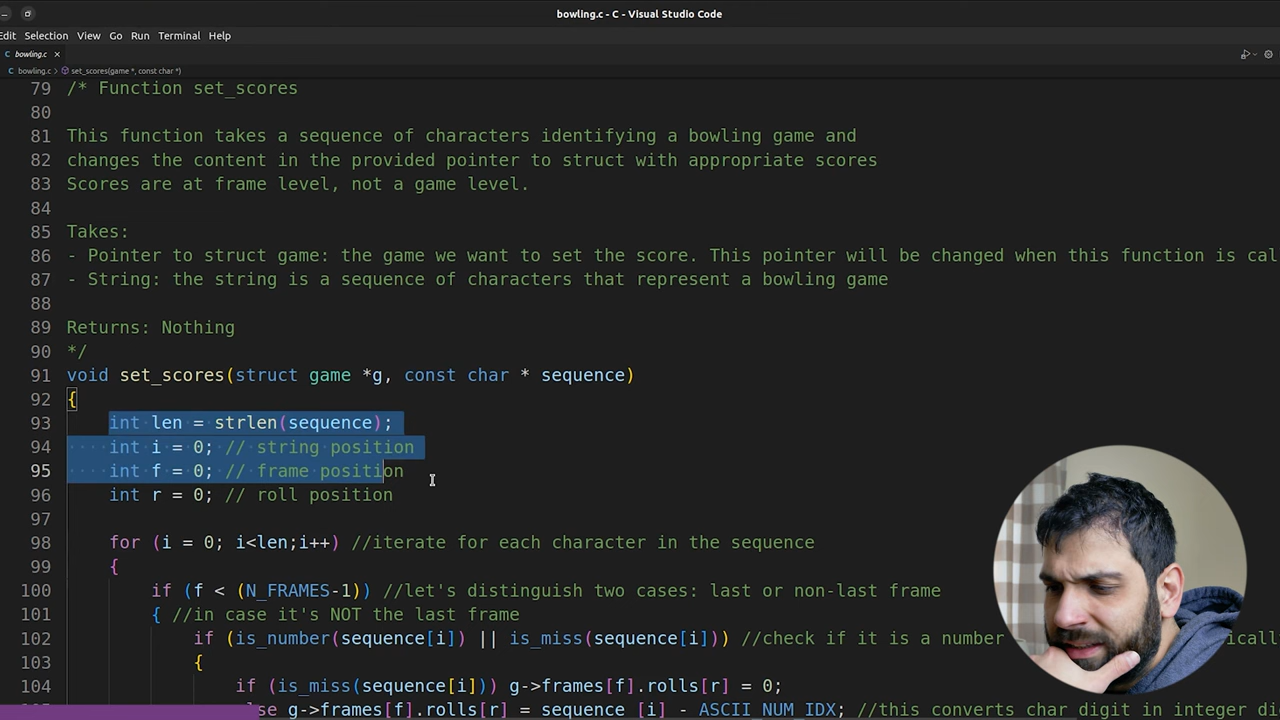 bowling.c - C - Visual Studio Code
Edit Selection View Go Run Terminal Help
C bowling.c ×
C bowling.c > set_scores(game *, const char *)
79 /* Function set_scores
80
81 This function takes a sequence of characters identifying a bowling game and
82 changes the content in the provided pointer to struct with appropriate scores
83 Scores are at frame level, not a game level.
84
85 Takes:
86 - Pointer to struct game: the game we want to set the score. This pointer will be changed when this function is cal
87 - String: the string is a sequence of characters that represent a bowling game
88
89 Returns: Nothing
90 */
91 void set_scores(struct game *g, const char * sequence)
92 {
93 int len = strlen(sequence);
94 int i = 0; // string position
95 int f = 0; // frame position
96 int r = 0; // roll position
97
98 for (i = 0; i<len;i++) //iterate for each character in the sequence
99 {
100 if (f < (N_FRAMES-1)) //let's distinguish two cases: last or non-last frame
101 { //in case it's NOT the last frame
102 if (is_number(sequence[i]) || is_miss(sequence[i])) //check if it is a number
103 {
104 if (is_miss(sequence[i])) g->frames[f].rolls[r] = 0;
else g->frames[f].rolls[r] = sequence [i] - ASCII_NUM_IDX; //this converts char digit in integer di